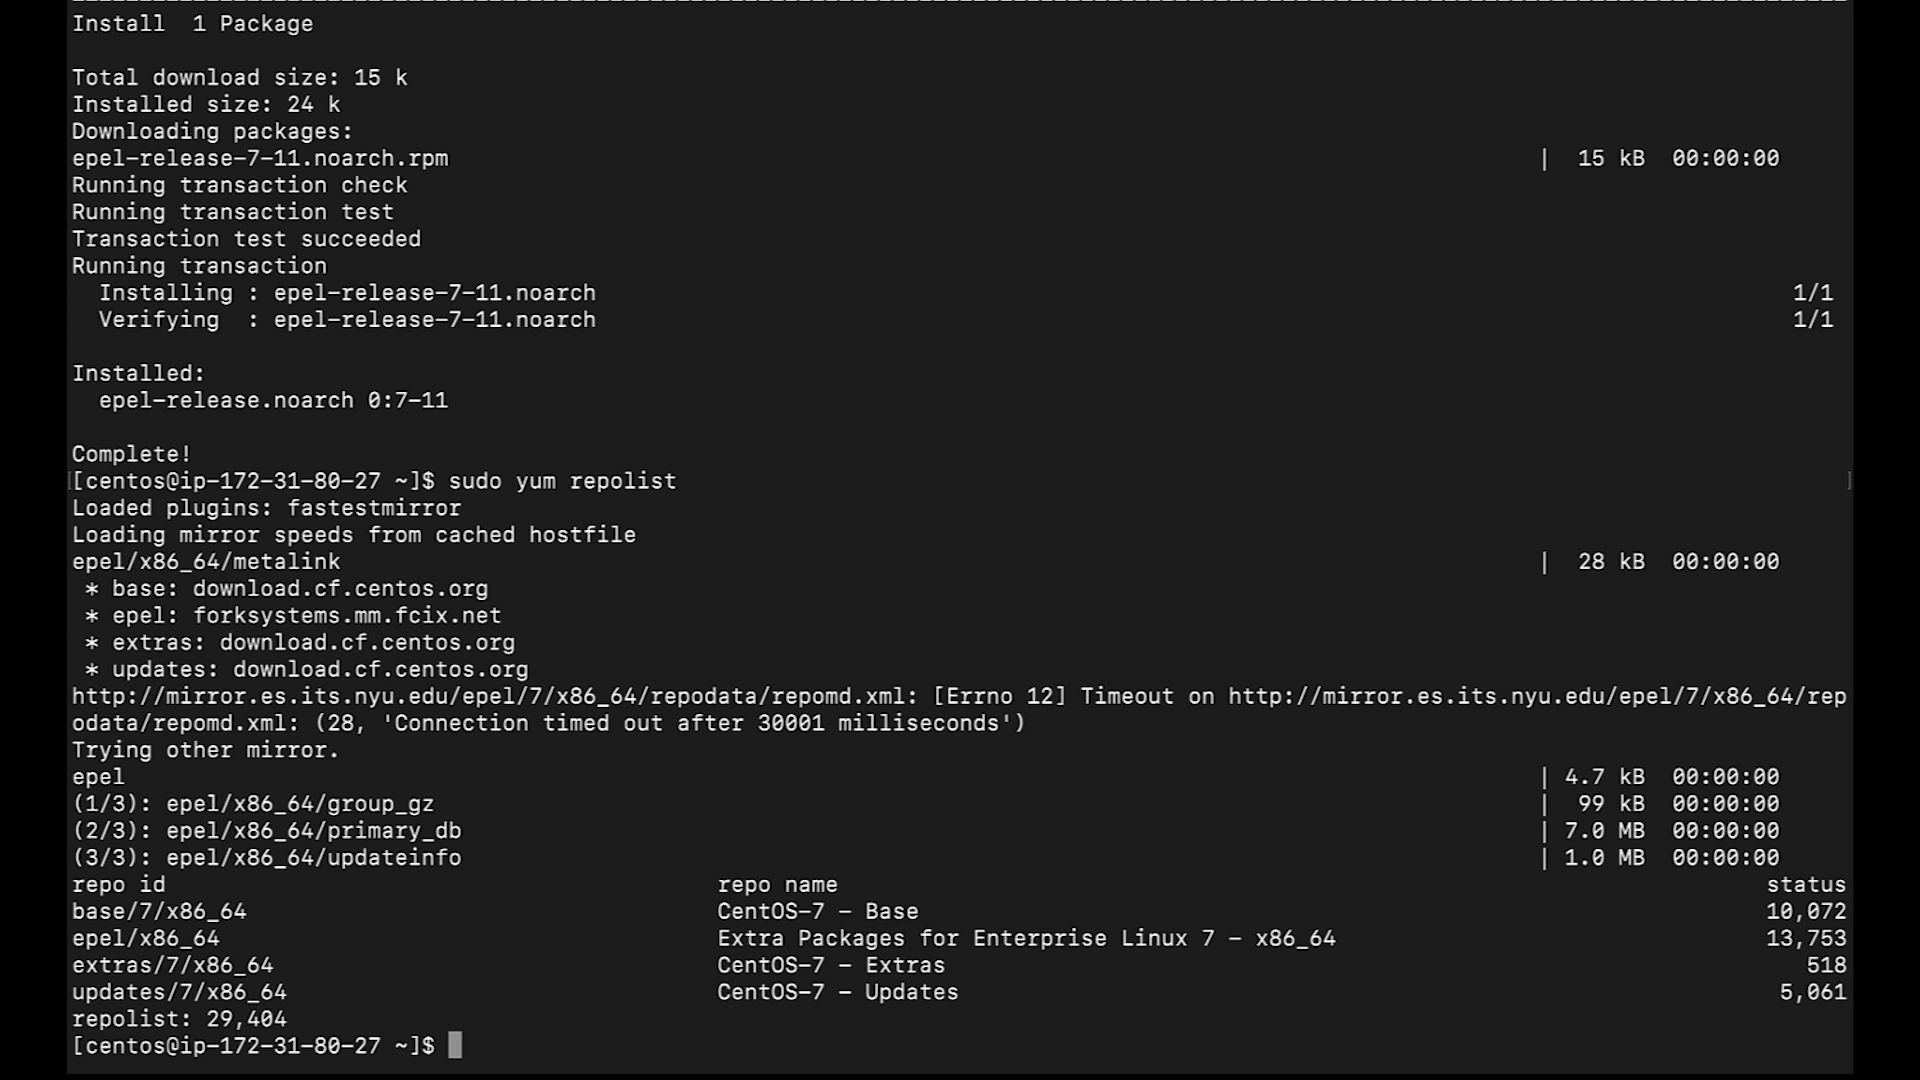 Install  1 Package
Total download size: 15 k
Installed size: 24 k
Downloading packages:
epel-release-7-11.noarch.rpm | 15 kB 00:00:00
Running transaction check
Running transaction test
Transaction test succeeded
Running transaction
Installing : epel-release-7-11.noarch 1/1
Verifying  : epel-release-7-11.noarch 1/1
Installed:
epel-release.noarch 0:7-11
Complete!
[[centos@ip-172-31-80-27 ~]$ sudo yum repolist ]
Loaded plugins: fastestmirror
Loading mirror speeds from cached hostfile
epel/x86_64/metalink | 28 kB 00:00:00
* base: download.cf.centos.org
* epel: forksystems.mm.fcix.net
* extras: download.cf.centos.org
* updates: download.cf.centos.org
http://mirror.es.its.nyu.edu/epel/7/x86_64/repodata/repomd.xml: [Errno 12] Timeout on http://mirror.es.its.nyu.edu/epel/7/x86_64/rep
odata/repomd.xml: (28, 'Connection timed out after 30001 milliseconds')
Trying other mirror.
epel | 4.7 kB 00:00:00
(1/3): epel/x86_64/group_gz | 99 kB 00:00:00
(2/3): epel/x86_64/primary_db | 7.0 MB 00:00:00
(3/3): epel/x86_64/updateinfo | 1.0 MB 00:00:00
repo id repo name status
base/7/x86_64 CentOS-7 - Base 10,072
epel/x86_64 Extra Packages for Enterprise Linux 7 - x86_64 13,753
extras/7/x86_64 CentOS-7 - Extras 518
updates/7/x86_64 CentOS-7 - Updates 5,061
repolist: 29,404
[centos@ip-172-31-80-27 ~]$